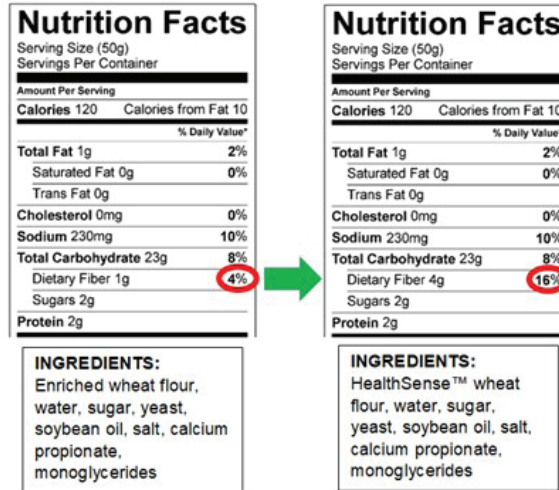 Nutrition Facts
Serving Size (50g)
Servings Per Container
Amount Per Serving
Calories 120 Calories from Fat 10
% Daily Value*
Total Fat 1g 2%
Saturated Fat 0g 0%
Trans Fat 0g
Cholesterol 0mg 0%
Sodium 230mg 10%
Total Carbohydrate 23g 8%
Dietary Fiber 1g 4%
Sugars 2g
Protein 2g
INGREDIENTS:
Enriched wheat flour,
water, sugar, yeast,
soybean oil, salt, calcium
propionate,
monoglycerides
Nutrition Facts
Serving Size (50g)
Servings Per Container
Amount Per Serving
Calories 120 Calories from Fat 10
% Daily Value
Total Fat 1g 2%
Saturated Fat 0g 0%
Trans Fat 0g
Cholesterol 0mg 0%
Sodium 230mg 10%
Total Carbohydrate 23g 8%
Dietary Fiber 4g 16%
Sugars 2g
Protein 2g
INGREDIENTS:
HealthSense™ wheat
flour, water, sugar,
yeast, soybean oil, salt,
calcium propionate,
monoglycerides